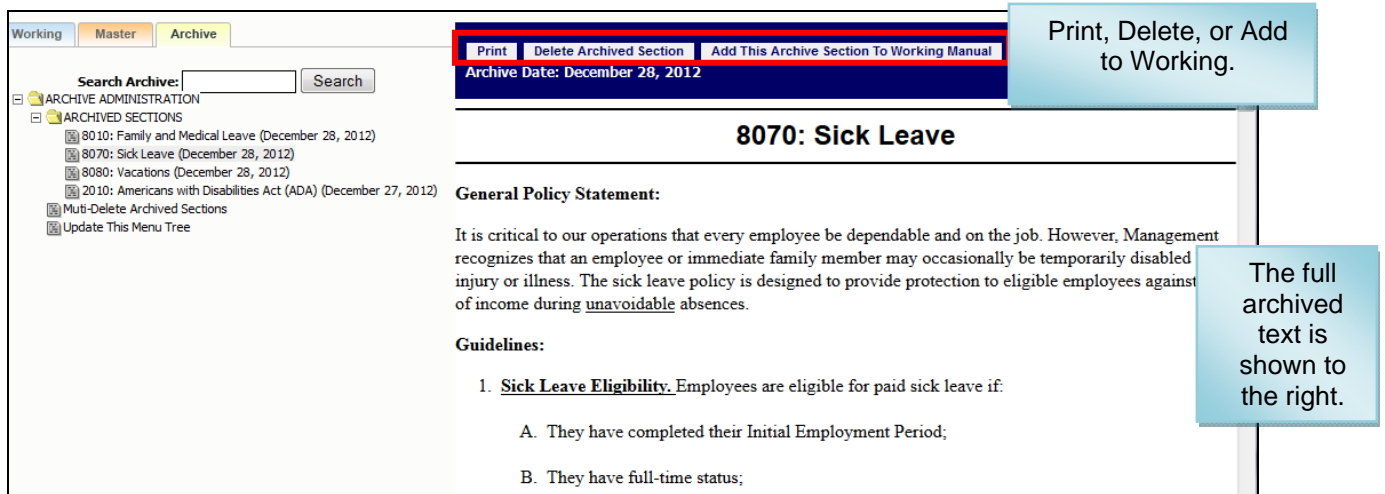 Working Master Archive
Search Archive: Search
ARCHIVE ADMINISTRATION
ARCHIVED SECTIONS
8010: Family and Medical Leave (December 28, 2012)
8070: Sick Leave (December 28, 2012)
8080: Vacations (December 28, 2012)
2010: Americans with Disabilities Act (ADA) (December 27, 2012)
Muti-Delete Archived Sections
Update This Menu Tree
Print Delete Archived Section Add This Archive Section To Working Manual
Archive Date: December 28, 2012
Print, Delete, or Add
to Working.
8070: Sick Leave
General Policy Statement:
It is critical to our operations that every employee be dependable and on the job. However, Management
recognizes that an employee or immediate family member may occasionally be temporarily disabled
injury or illness. The sick leave policy is designed to provide protection to eligible employees against
of income during unavoidable absences.
The full
archived
text is
shown to
the right.
Guidelines:
1. Sick Leave Eligibility. Employees are eligible for paid sick leave if:
A. They have completed their Initial Employment Period;
B. They have full-time status;